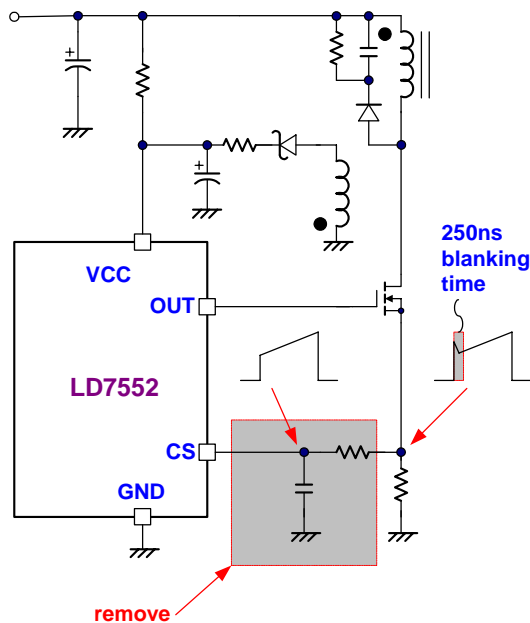 +
+
250ns
blanking
time
VCC
OUT
LD7552
CS
GND
remove